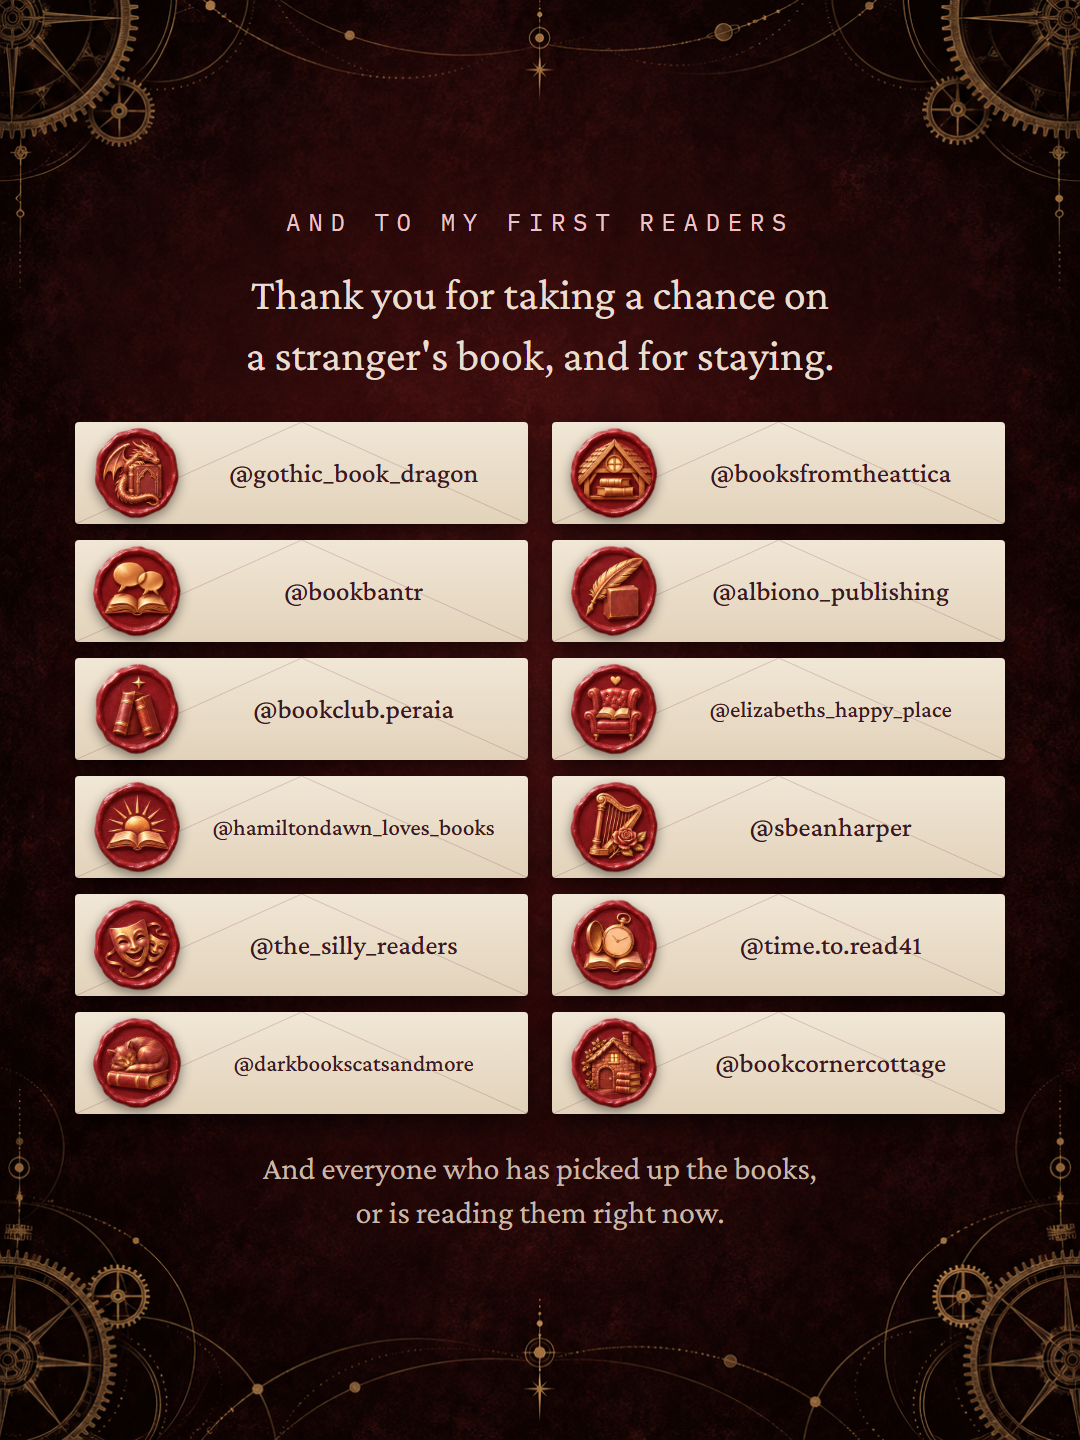 AND TO MY FIRST READERS
Thank you for taking a chance on
a stranger's book, and for staying.
@gothic_book_dragon
@booksfromtheattica
@bookbantr
@albiono_publishing
@bookclub.peraia
@elizabeths_happy_place
@hamiltondawn_loves_books
@sbeanharper
@the_silly_readers
@time.to.read41
@darkbookscatsandmore
@bookcornercottage
And everyone who has picked up the books,
or is reading them right now.